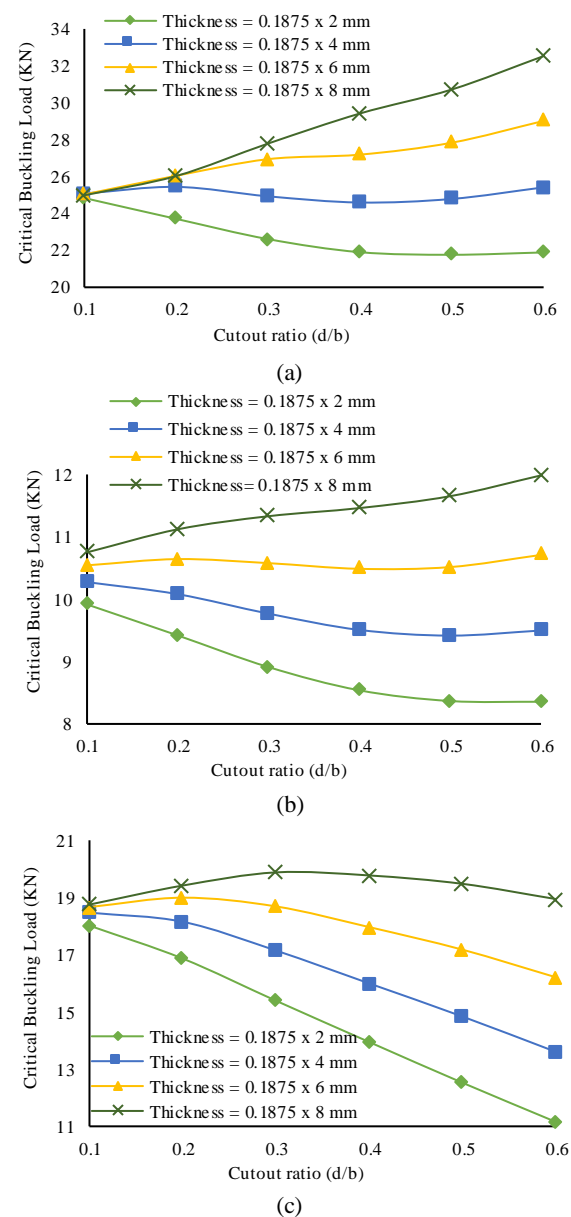 Thickness = 0.1875 x 2 mm
Thickness = 0.1875 x 4 mm
Thickness = 0.1875 x 6 mm
Thickness = 0.1875 x 8 mm
Critical Buckling Load (KN)
34
32
30
28
26
24
22
20
0.1 0.2 0.3 0.4 0.5 0.6
Cutout ratio (d/b)
(a)
Thickness = 0.1875 x 2 mm
Thickness = 0.1875 x 4 mm
Thickness = 0.1875 x 6 mm
Thickness= 0.1875 x 8 mm
Critical Buckling Load (KN)
12
11
10
9
8
0.1 0.2 0.3 0.4 0.5 0.6
Cutout ratio (d/b)
(b)
Critical Buckling Load (KN)
21
19
17
15
13
11
Thickness = 0.1875 x 2 mm
Thickness = 0.1875 x 4 mm
Thickness = 0.1875 x 6 mm
Thickness = 0.1875 x 8 mm
0.1 0.2 0.3 0.4 0.5 0.6
Cutout ratio (d/b)
(c)